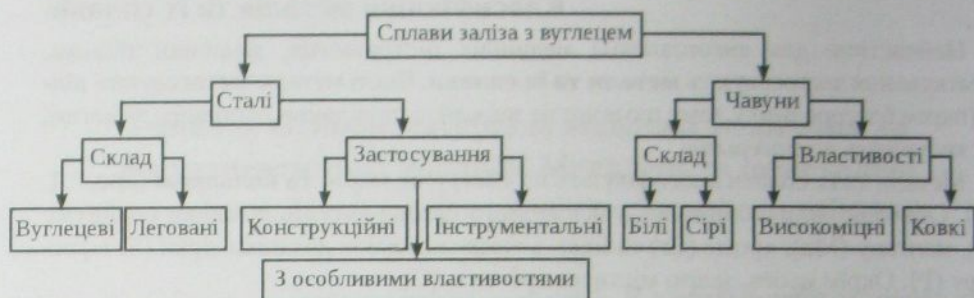 Сплави заліза з вуглецем
Сталі
Чавуни
Склад
Застосування
Склад
Властивості
Вуглецеві
Леговані
Конструкційні
Інструментальні
Білі
Сірі
Високоміцні
Ковкі
З особливими властивостями